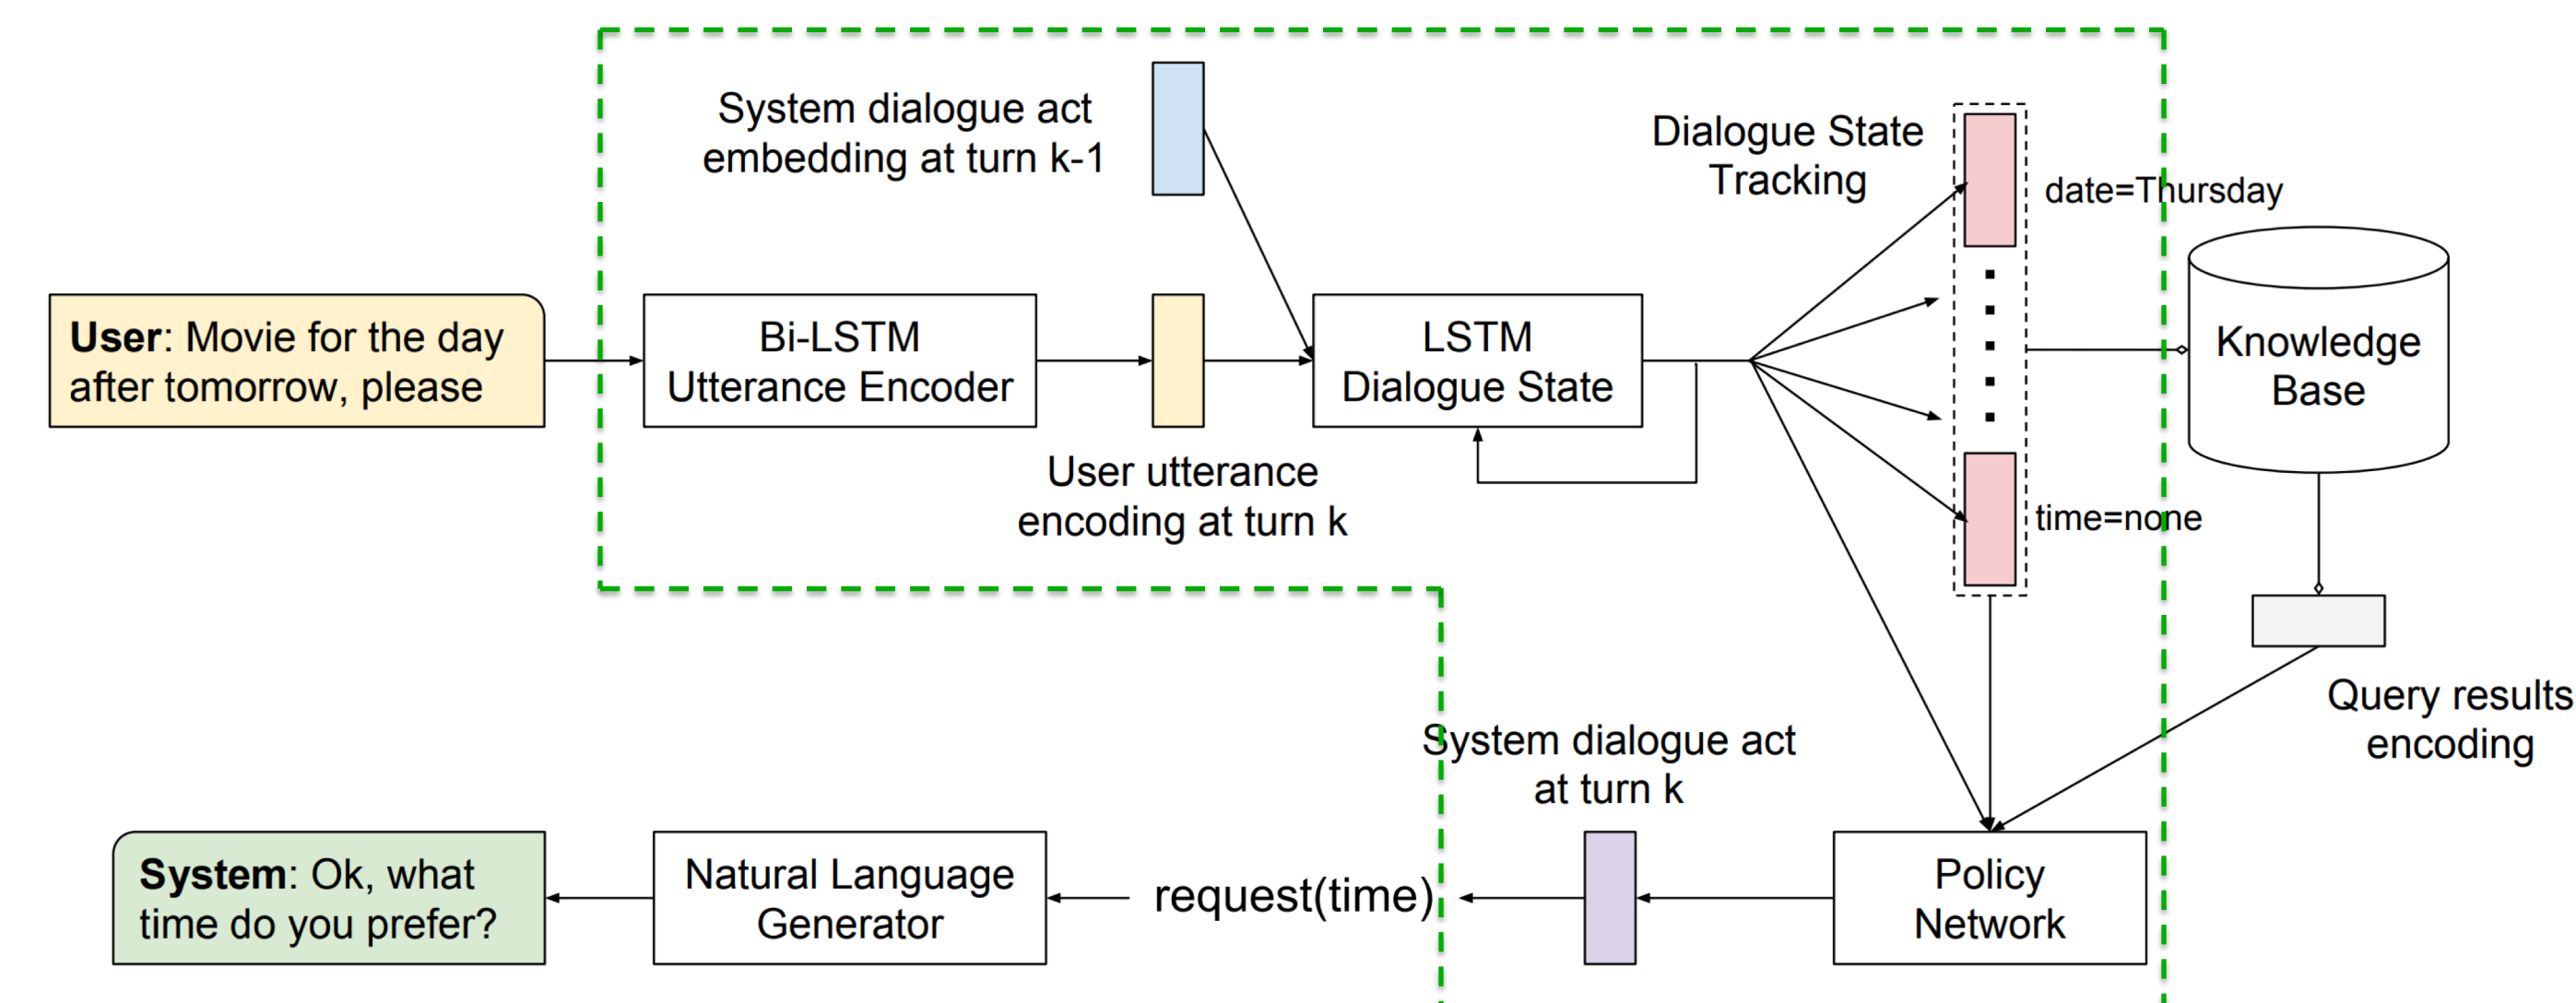 System dialogue act
embedding at turn k-1
Dialogue State
Tracking
date=Thursday
User: Movie for the day
after tomorrow, please
Bi-LSTM
Utterance Encoder
LSTM
Dialogue State
Knowledge
Base
User utterance
encoding at turn k
time=none
Query results
encoding
System dialogue act
at turn k
System: Ok, what
time do you prefer?
Natural Language
Generator
request(time)
Policy
Network